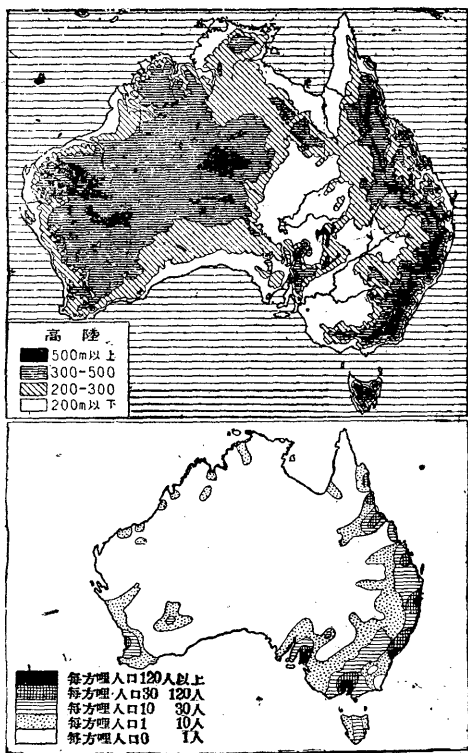 高陸
500m以上
300-500
200-300
200m以下
每方哩人口120人以上
每方哩人口30 120人
每方哩人口10 30人
每方哩人口1 10人
每方哩人口0 1人